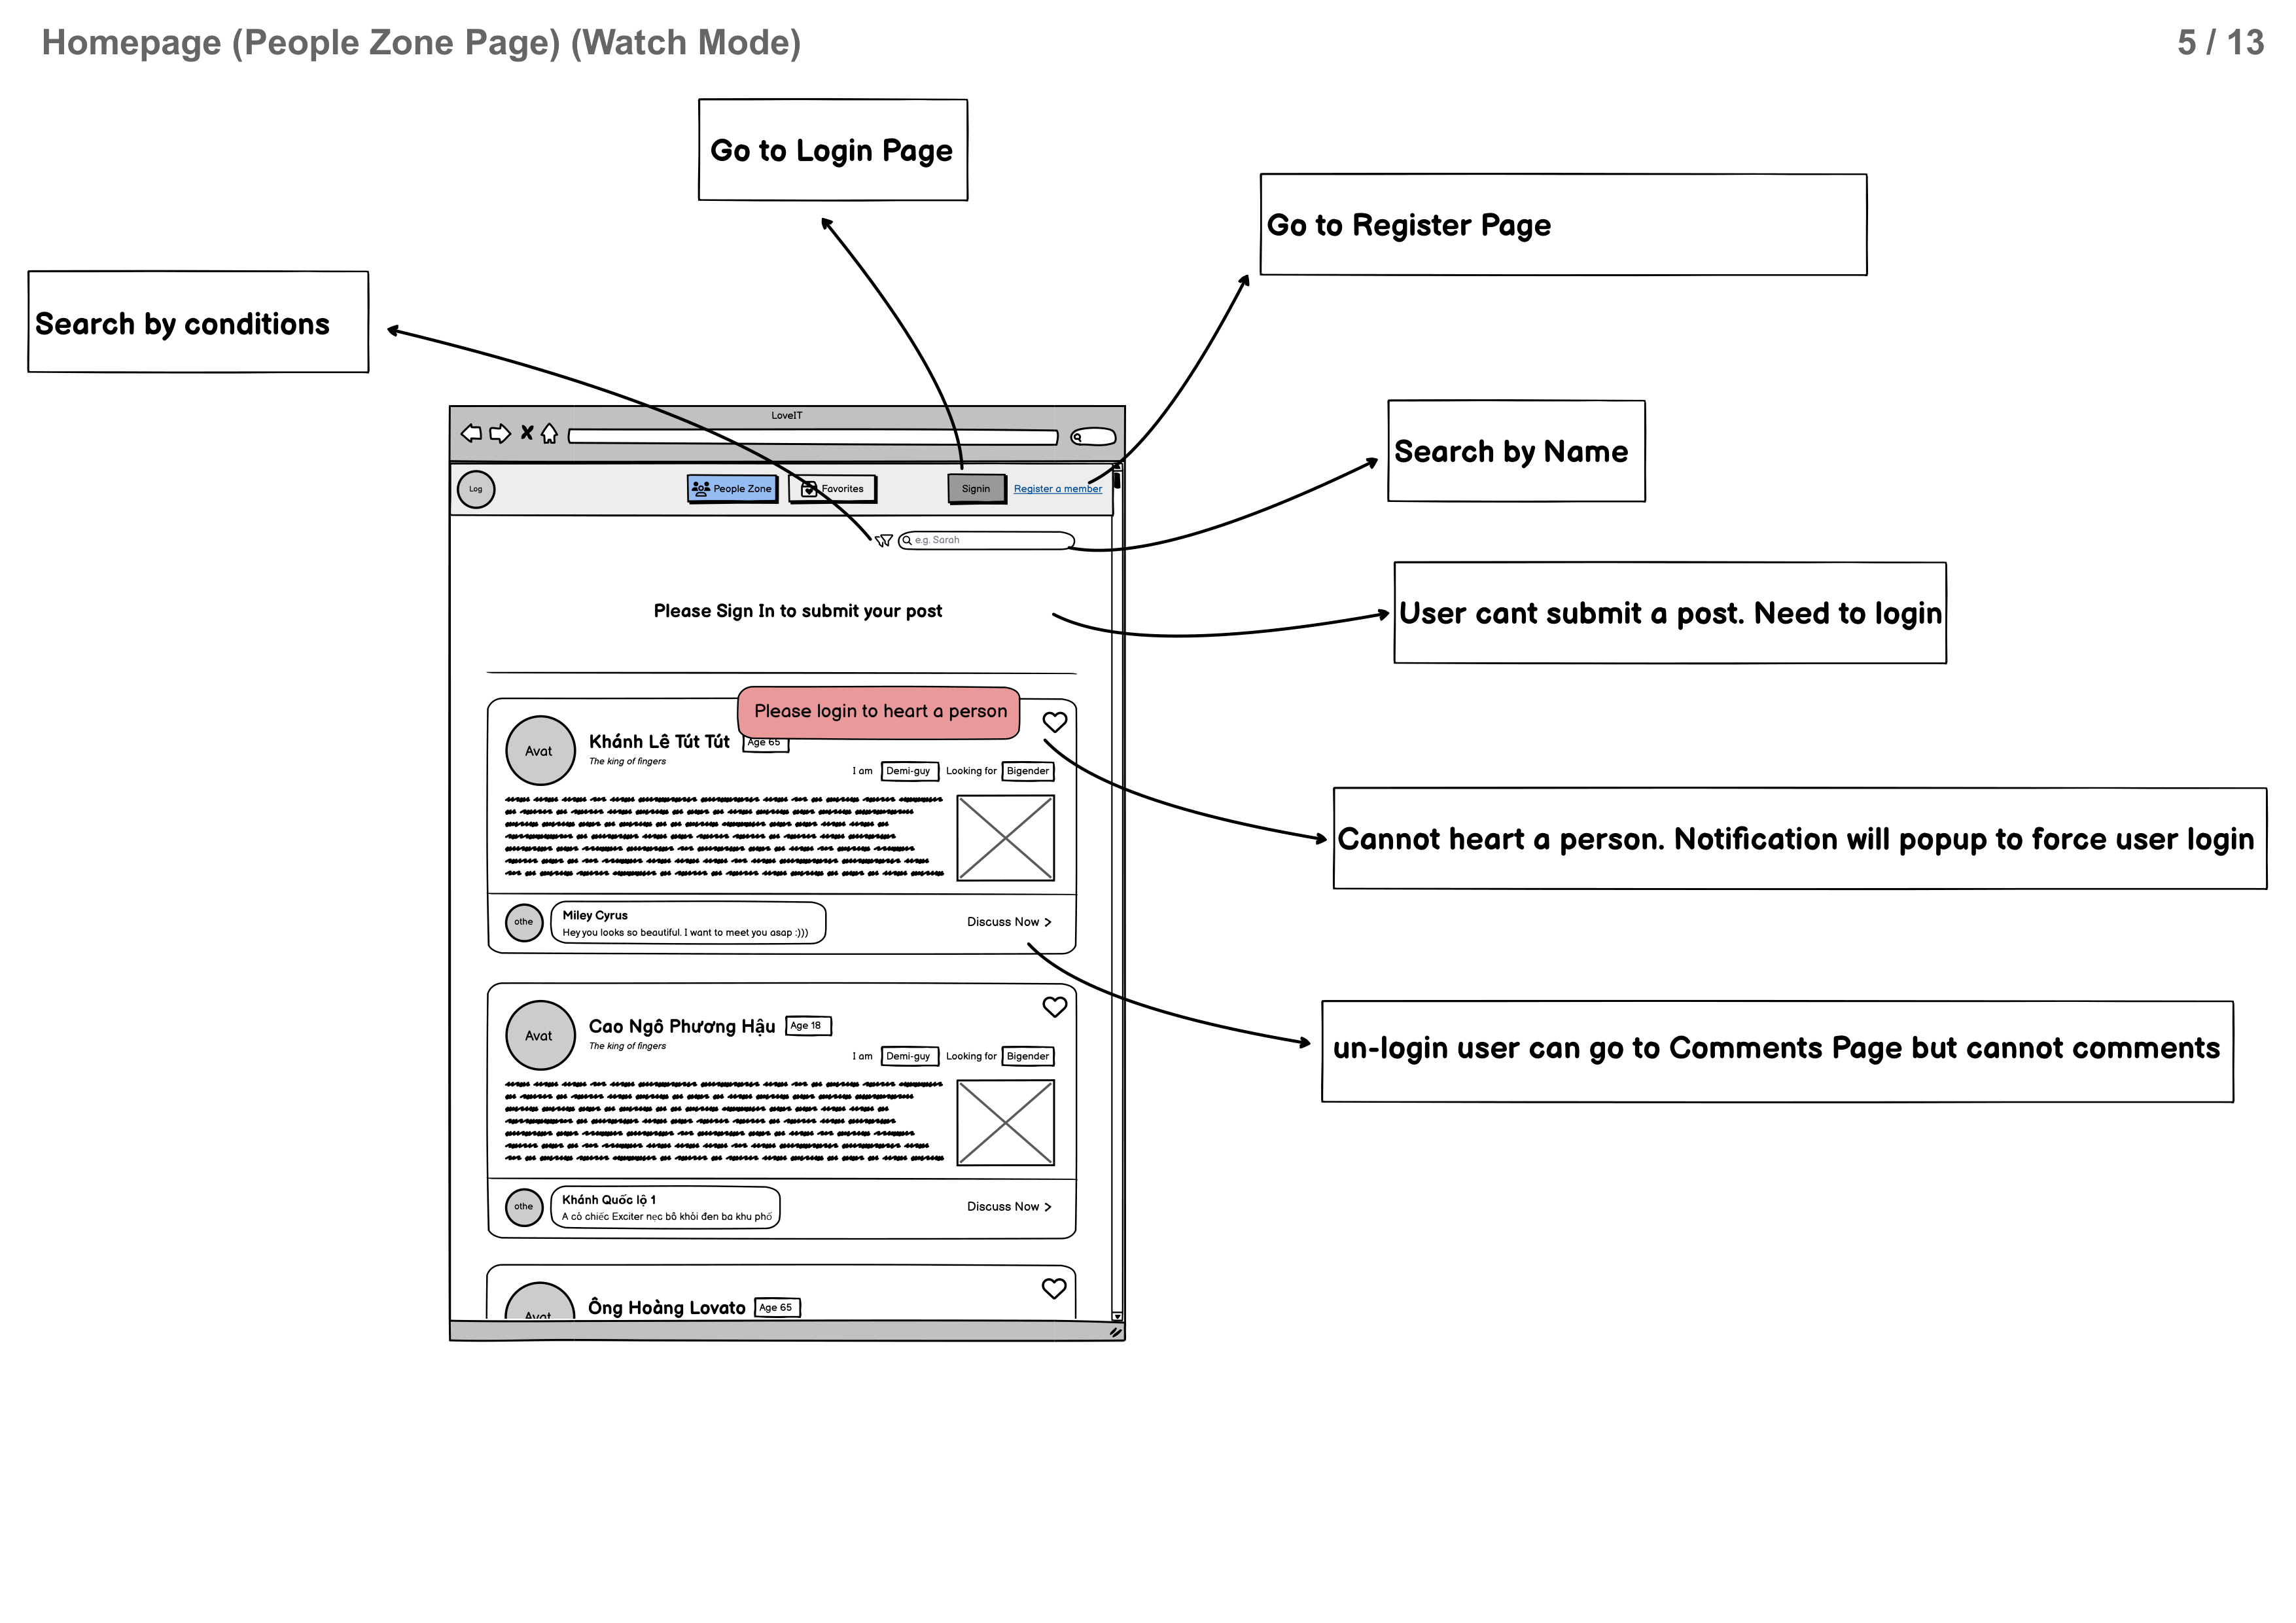 Homepage (People Zone Page) (Watch Mode)
5 / 13
Go to Login Page
Go to Register Page
Search by conditions
Search by Name
LoveIT
Log
People Zone
Favorites
Signin
Register a member
e.g. Sarah
Please Sign In to submit your post
User cant submit a post. Need to login
Please login to heart a person
Avat
Khánh Lê Tút Tút
Age 65
The king of fingers
I am
Demi-guy
Looking for
Bigender
Cannot heart a person. Notification will popup to force user login
othe
Miley Cyrus
Hey you looks so beautiful. I want to meet you asap :)))
Discuss Now
un-login user can go to Comments Page but cannot comments
Avat
Cao Ngô Phương Hậu
Age 18
The king of fingers
I am
Demi-guy
Looking for
Bigender
othe
Khánh Quốc lộ 1
A cò chiếc Exciter nẹc bô khỏi đen ba khu phố
Discuss Now
Avat
Ông Hoàng Lovato
Age 65